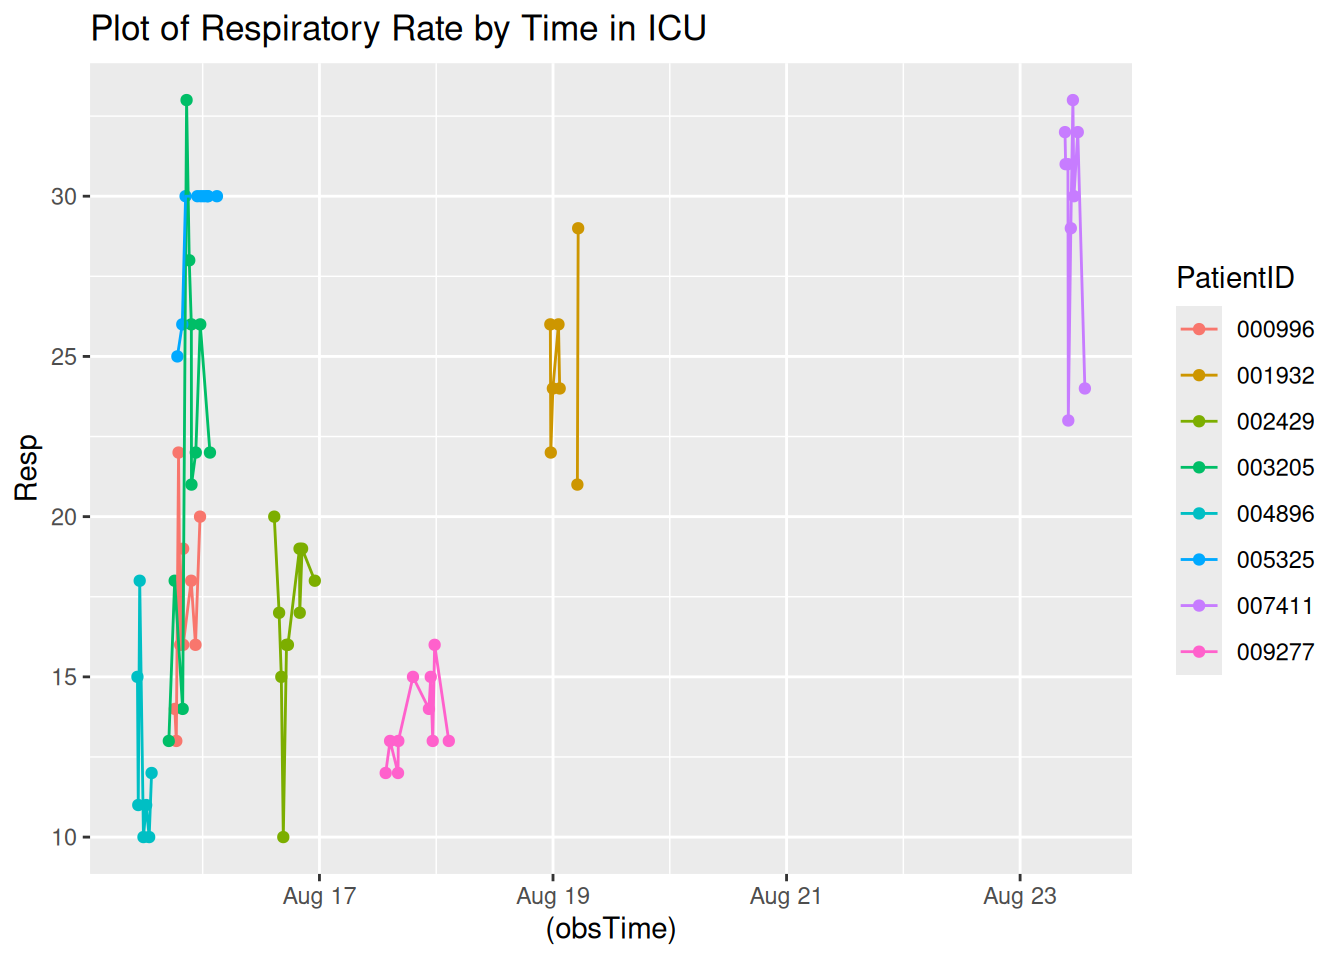 Plot of Respiratory Rate by Time in ICU
Resp
30
25
20
15
10
Aug 17
Aug 19
Aug 21
Aug 23
(obsTime)
PatientID
000996
001932
002429
003205
004896
005325
007411
009277